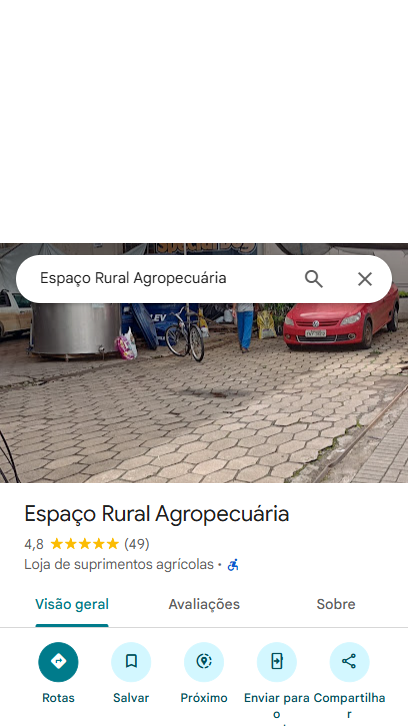 Espaço Rural Agropecuária
LEV
Espaço Rural Agropecuária
4,8 (49)
Loja de suprimentos agrícolas ·
Visão geral Avaliações Sobre
Rotas Salvar Próximo Enviar para o Compartilhar